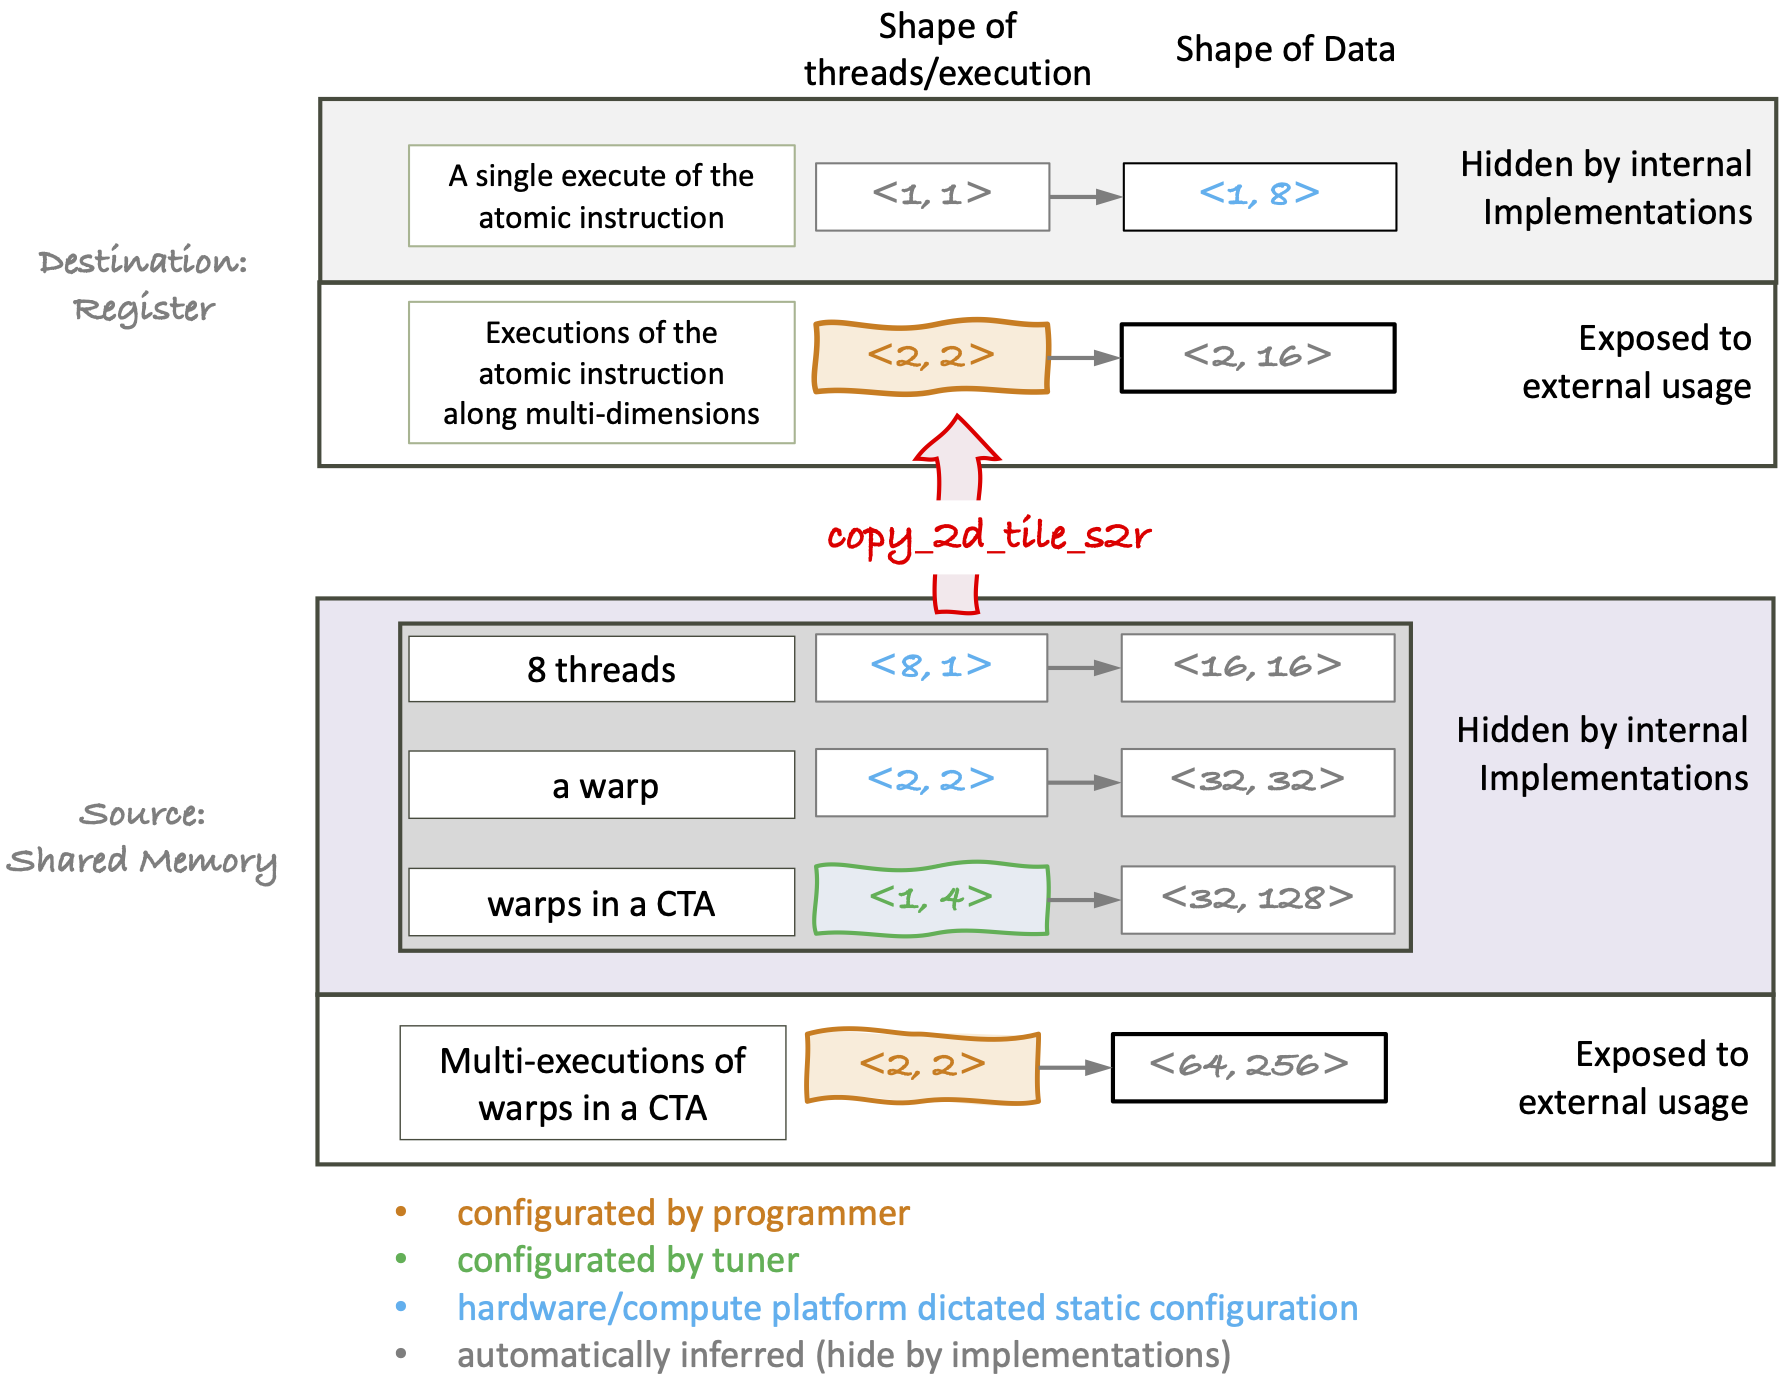 Shape of
threads/execution
Shape of Data
Destination:
Register
A single execute of the
atomic instruction
<1, 1>
<1, 8>
Hidden by internal
Implementations
Executions of the
atomic instruction
along multi-dimensions
<2, 2>
<2, 16>
Exposed to
external usage
copy_2d_tile_s2r
Source:
Shared Memory
8 threads
<8, 1>
<16, 16>
a warp
<2, 2>
<32, 32>
warps in a CTA
<1, 4>
<32, 128>
Hidden by internal
Implementations
Multi-executions of
warps in a CTA
<2, 2>
<64, 256>
Exposed to
external usage
• configurated by programmer
• configurated by tuner
• hardware/compute platform dictated static configuration
• automatically inferred (hide by implementations)